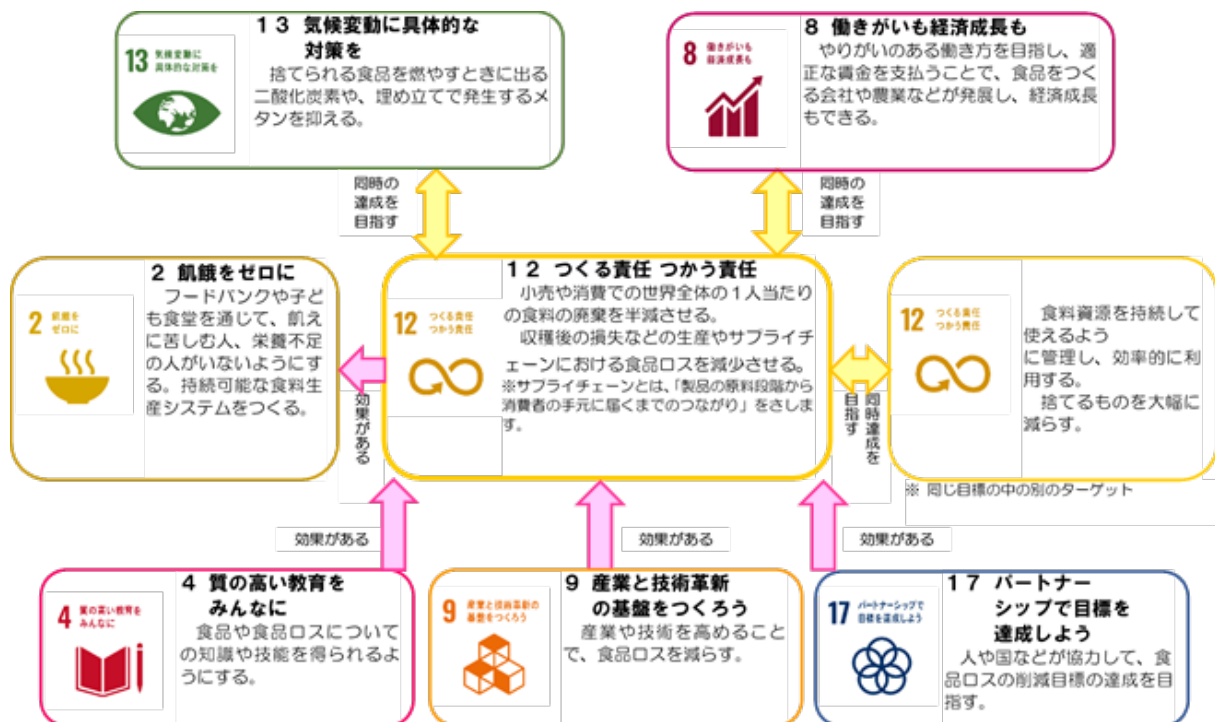 13 気候変動に
具体的な対策を
１３ 気候変動に具体的な
対策を
捨てられる食品を燃やすときに出る
二酸化炭素や、埋め立てで発生するメ
タンを抑える。
8 働きがいも
経済成長も
８ 働きがいも経済成長も
やりがいのある働き方を目指し、適
正な賃金を支払うことで、食品をつく
る会社や農業などが発展し、経済成長
もできる。
同時の
達成を
目指す
同時の
達成を
目指す
2 飢餓を
ゼロに
２ 飢餓をゼロに
フードバンクや子ど
も食堂を通じて、飢え
に苦しむ人、栄養不足
の人がいないようにす
る。持続可能な食料生
産システムをつくる。
効果がある
12 つくる責任
つかう責任
１２ つくる責任 つかう責任
小売や消費での世界全体の１人当たり
の食料の廃棄を半減させる。
収穫後の損失などの生産やサプライチ
ェーンにおける食品ロスを減少させる。
※サプライチェーンとは、「製品の原料段階から
消費者の手元に届くまでのつながり」をさしま
す。
同時達成を
目指す
12 つくる責任
つかう責任
食料資源を持続して
使えるよう
に管理し、効率的に利
用する。
捨てるものを大幅に
減らす。
※ 同じ目標の中の別のターゲット
効果がある
効果がある
効果がある
4 質の高い教育を
みんなに
４ 質の高い教育を
みんなに
食品や食品ロスについて
の知識や技能を得られるよ
うにする。
9 産業と技術革新の
基盤をつくろう
９ 産業と技術革新
の基盤をつくろう
産業や技術を高めること
で、食品ロスを減らす。
17 パートナーシップで
目標を達成しよう
１７ パートナー
シップで目標を
達成しよう
人や国などが協力して、食
品ロスの削減目標の達成を目
指す。